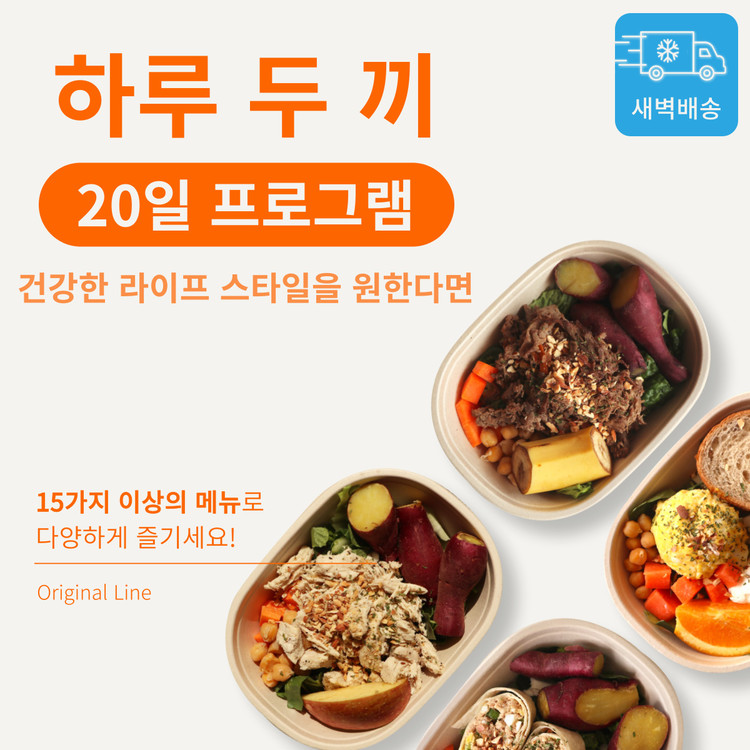 하루 두 끼
새벽배송
20일 프로그램
건강한 라이프 스타일을 원한다면
15가지 이상의 메뉴로
다양하게 즐기세요!
Original Line